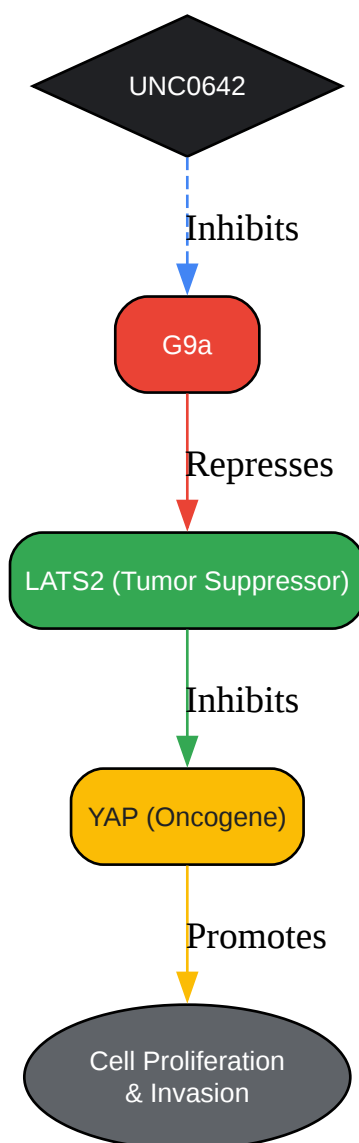 UNC0642
Inhibits
G9a
Represses
LATS2 (Tumor Suppressor)
Inhibits
YAP (Oncogene)
Promotes
Cell Proliferation
& Invasion